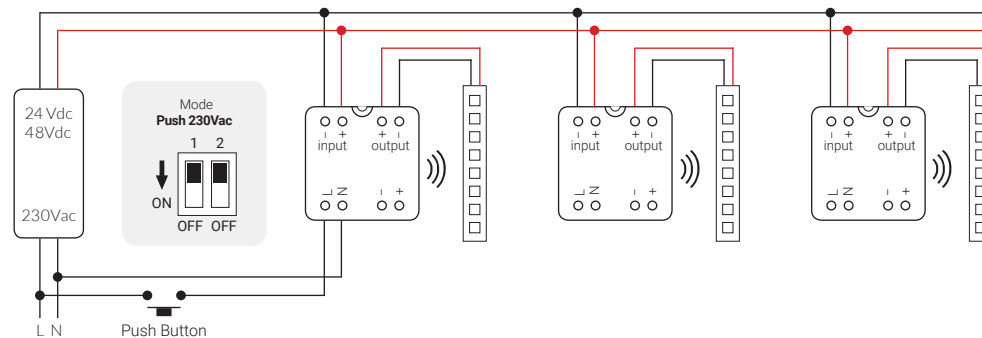 24 Vdc
48Vdc
230Vac
L N
Mode
Push 230Vac
1 2
ON
OFF OFF
Push Button
- + + -
input output
L N - +
- + + -
input output
L N - +
- + + -
input output
L N - +